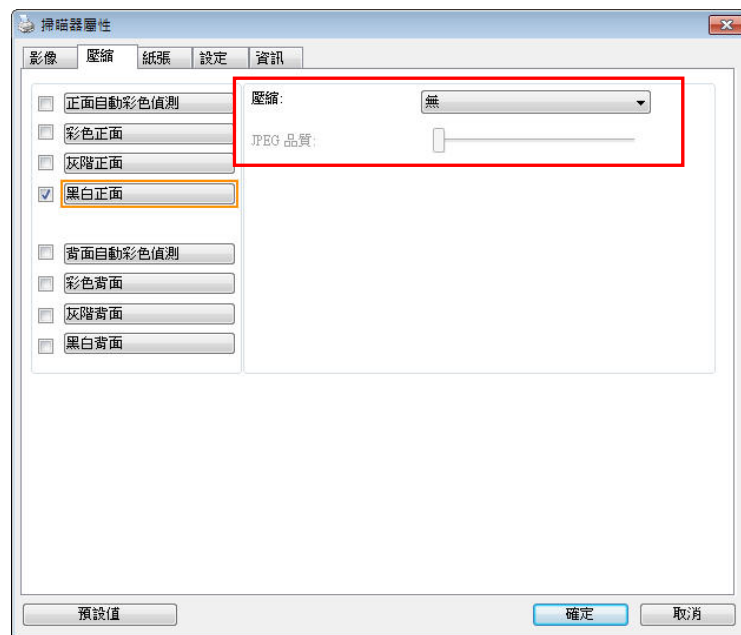 掃瞄器屬性
影像 壓縮 紙張 設定 資訊
正面自動彩色偵測
彩色正面
灰階正面
黑白正面
背面自動彩色偵測
彩色背面
灰階背面
黑白背面
壓縮: 無
JPEG 品質:
預設值 確定 取消